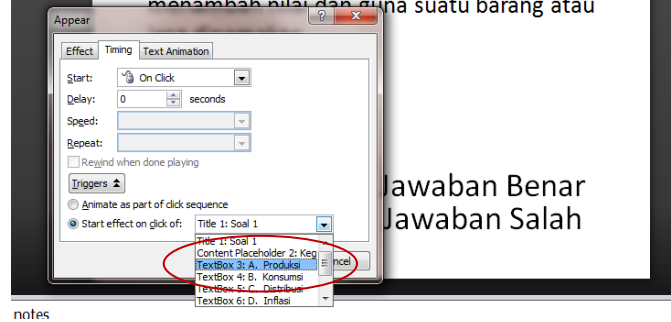 menambah nilai dan guna suatu barang atau
Appear
Effect Timing Text Animation
Start: On Click
Delay: 0 seconds
Speed:
Repeat:
Rewind when done playing
Triggers
Animate as part of click sequence
Start effect on click of: Title 1: Soal 1
Title 1: Soal 1
Content Placeholder 2: Keg
TextBox 3: A. Produksi
TextBox 4: B. Konsumsi
TextBox 5: C. Distribusi
TextBox 6: D. Inflasi
ncel
Jawaban Benar
Jawaban Salah
notes